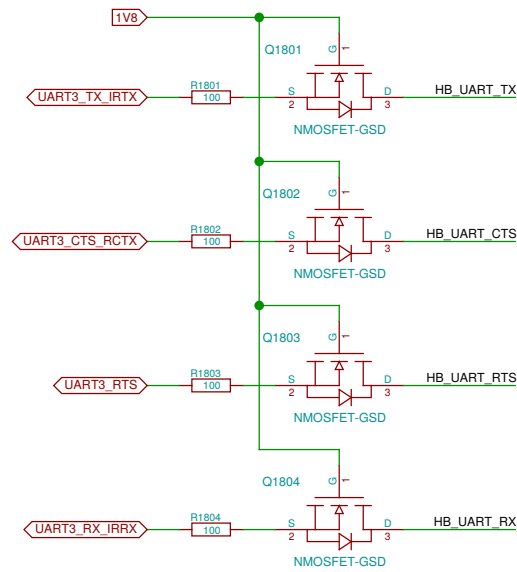 1V8
Q1801
G
1
R1801
HB_UART_TX
UART3_TX_IRTX
100
S
D
2
3
NMOSFET-GSD
Q1802
G
1
R1802
HB_UART_CTS
UART3_CTS_RCTX
100
S
D
2
3
NMOSFET-GSD
Q1803
G
1
R1803
HB_UART_RTS
UART3_RTS
100
S
D
2
3
NMOSFET-GSD
Q1804
G
1
R1804
HB_UART_RX
UART3_RX_IRRX
100
S
D
2
3
NMOSFET-GSD